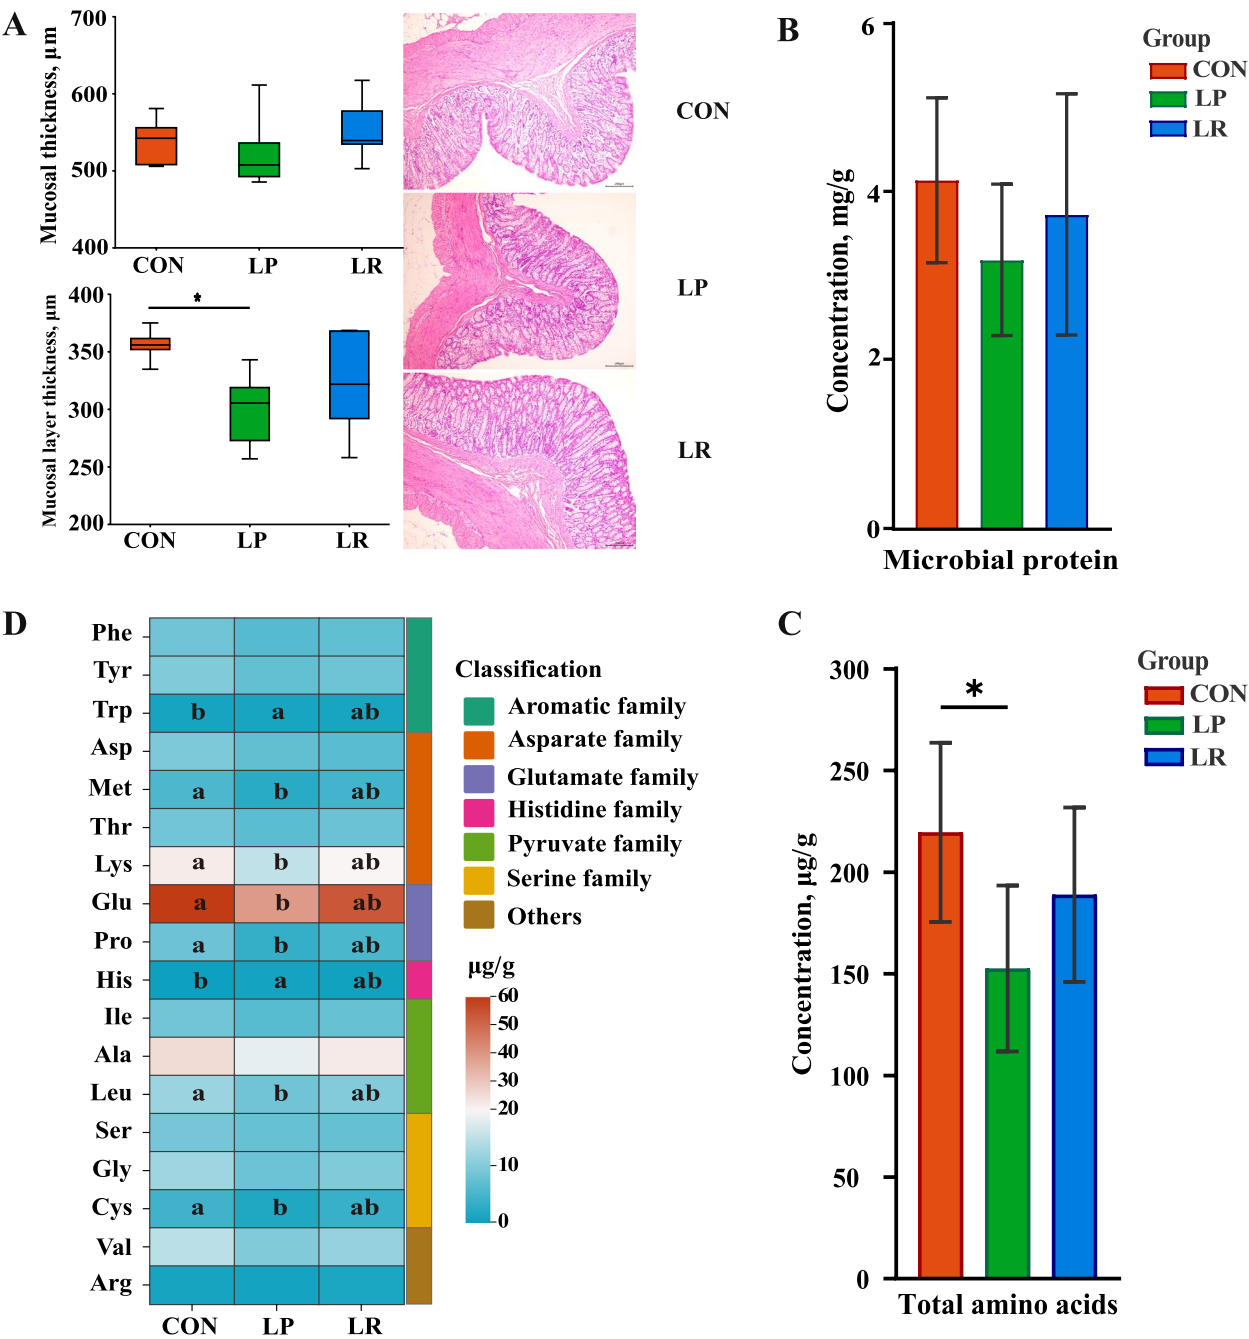 A
Mucosal thickness, μm
700
600
500
400
CON LP LR
Mucosal layer thickness, μm
400
350
300
250
200
*
CON LP LR
CON
LP
LR
B
Concentration, mg/g
6
4
2
0
Microbial protein
Group
CON
LP
LR
D
Phe
Tyr
Trp b a ab
Asp
Met a b ab
Thr
Lys a b ab
Glu a b ab
Pro a b ab
His b a ab
Ile
Ala
Leu a b ab
Ser
Gly
Cys a b ab
Val
Arg
CON LP LR
Classification
Aromatic family
Asparate family
Glutamate family
Histidine family
Pyruvate family
Serine family
Others
μg/g
60
50
40
30
20
10
0
C
Concentration, μg/g
300
250
200
150
100
50
0
*
Total amino acids
Group
CON
LP
LR